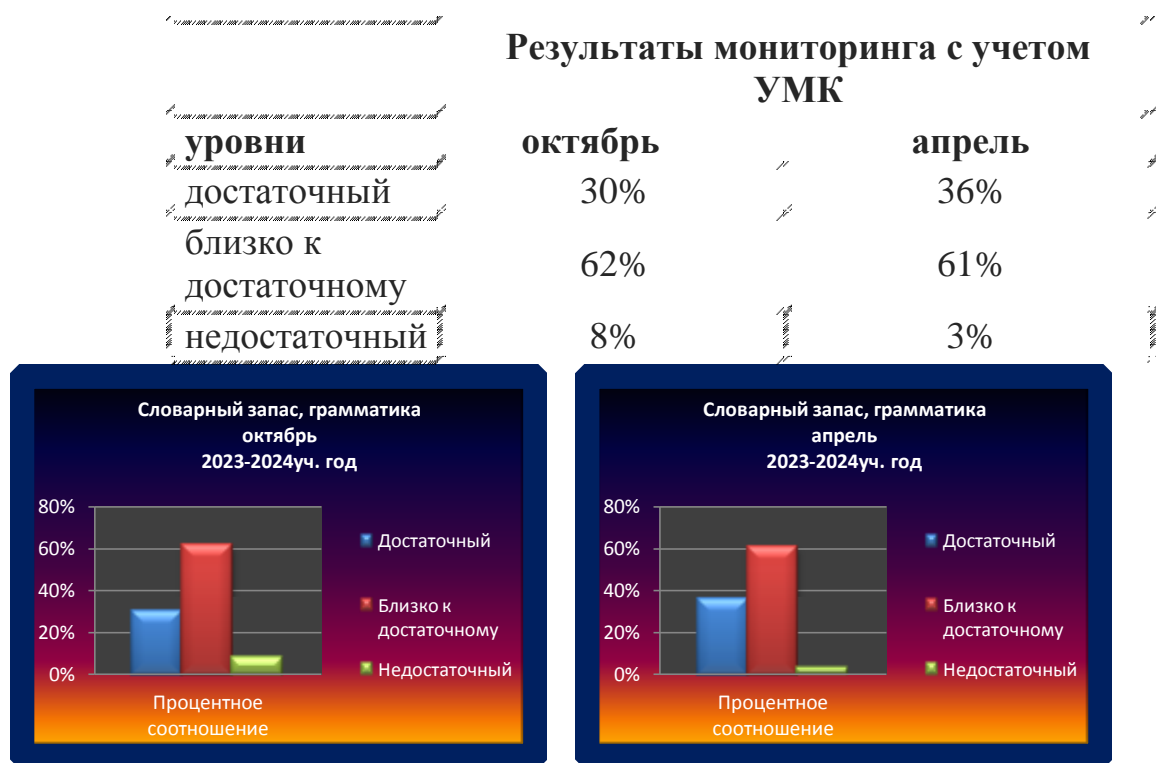 Результаты мониторинга с учетом
УМК
уровни октябрь апрель
достаточный 30% 36%
близко к
достаточному 62% 61%
недостаточный 8% 3%
Словарный запас, грамматика
октябрь
2023-2024уч. год
80%
60%
40%
20%
0%
Процентное
соотношение
Достаточный
Близко к
достаточному
Недостаточный
Словарный запас, грамматика
апрель
2023-2024уч. год
80%
60%
40%
20%
0%
Процентное
соотношение
Достаточный
Близко к
достаточному
Недостаточный